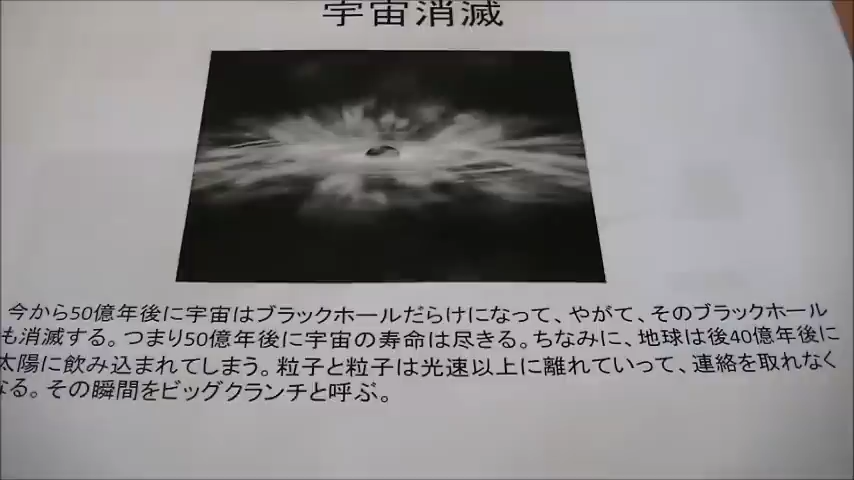 宇宙消滅
今から50億年後に宇宙はブラックホールだらけになって、やがて、そのブラックホール
も消滅する。つまり50億年後に宇宙の寿命は尽きる。ちなみに、地球は後40億年後に
太陽に飲み込まれてしまう。粒子と粒子は光速以上に離れていって、連絡を取れなく
なる。その瞬間をビッグクランチと呼ぶ。